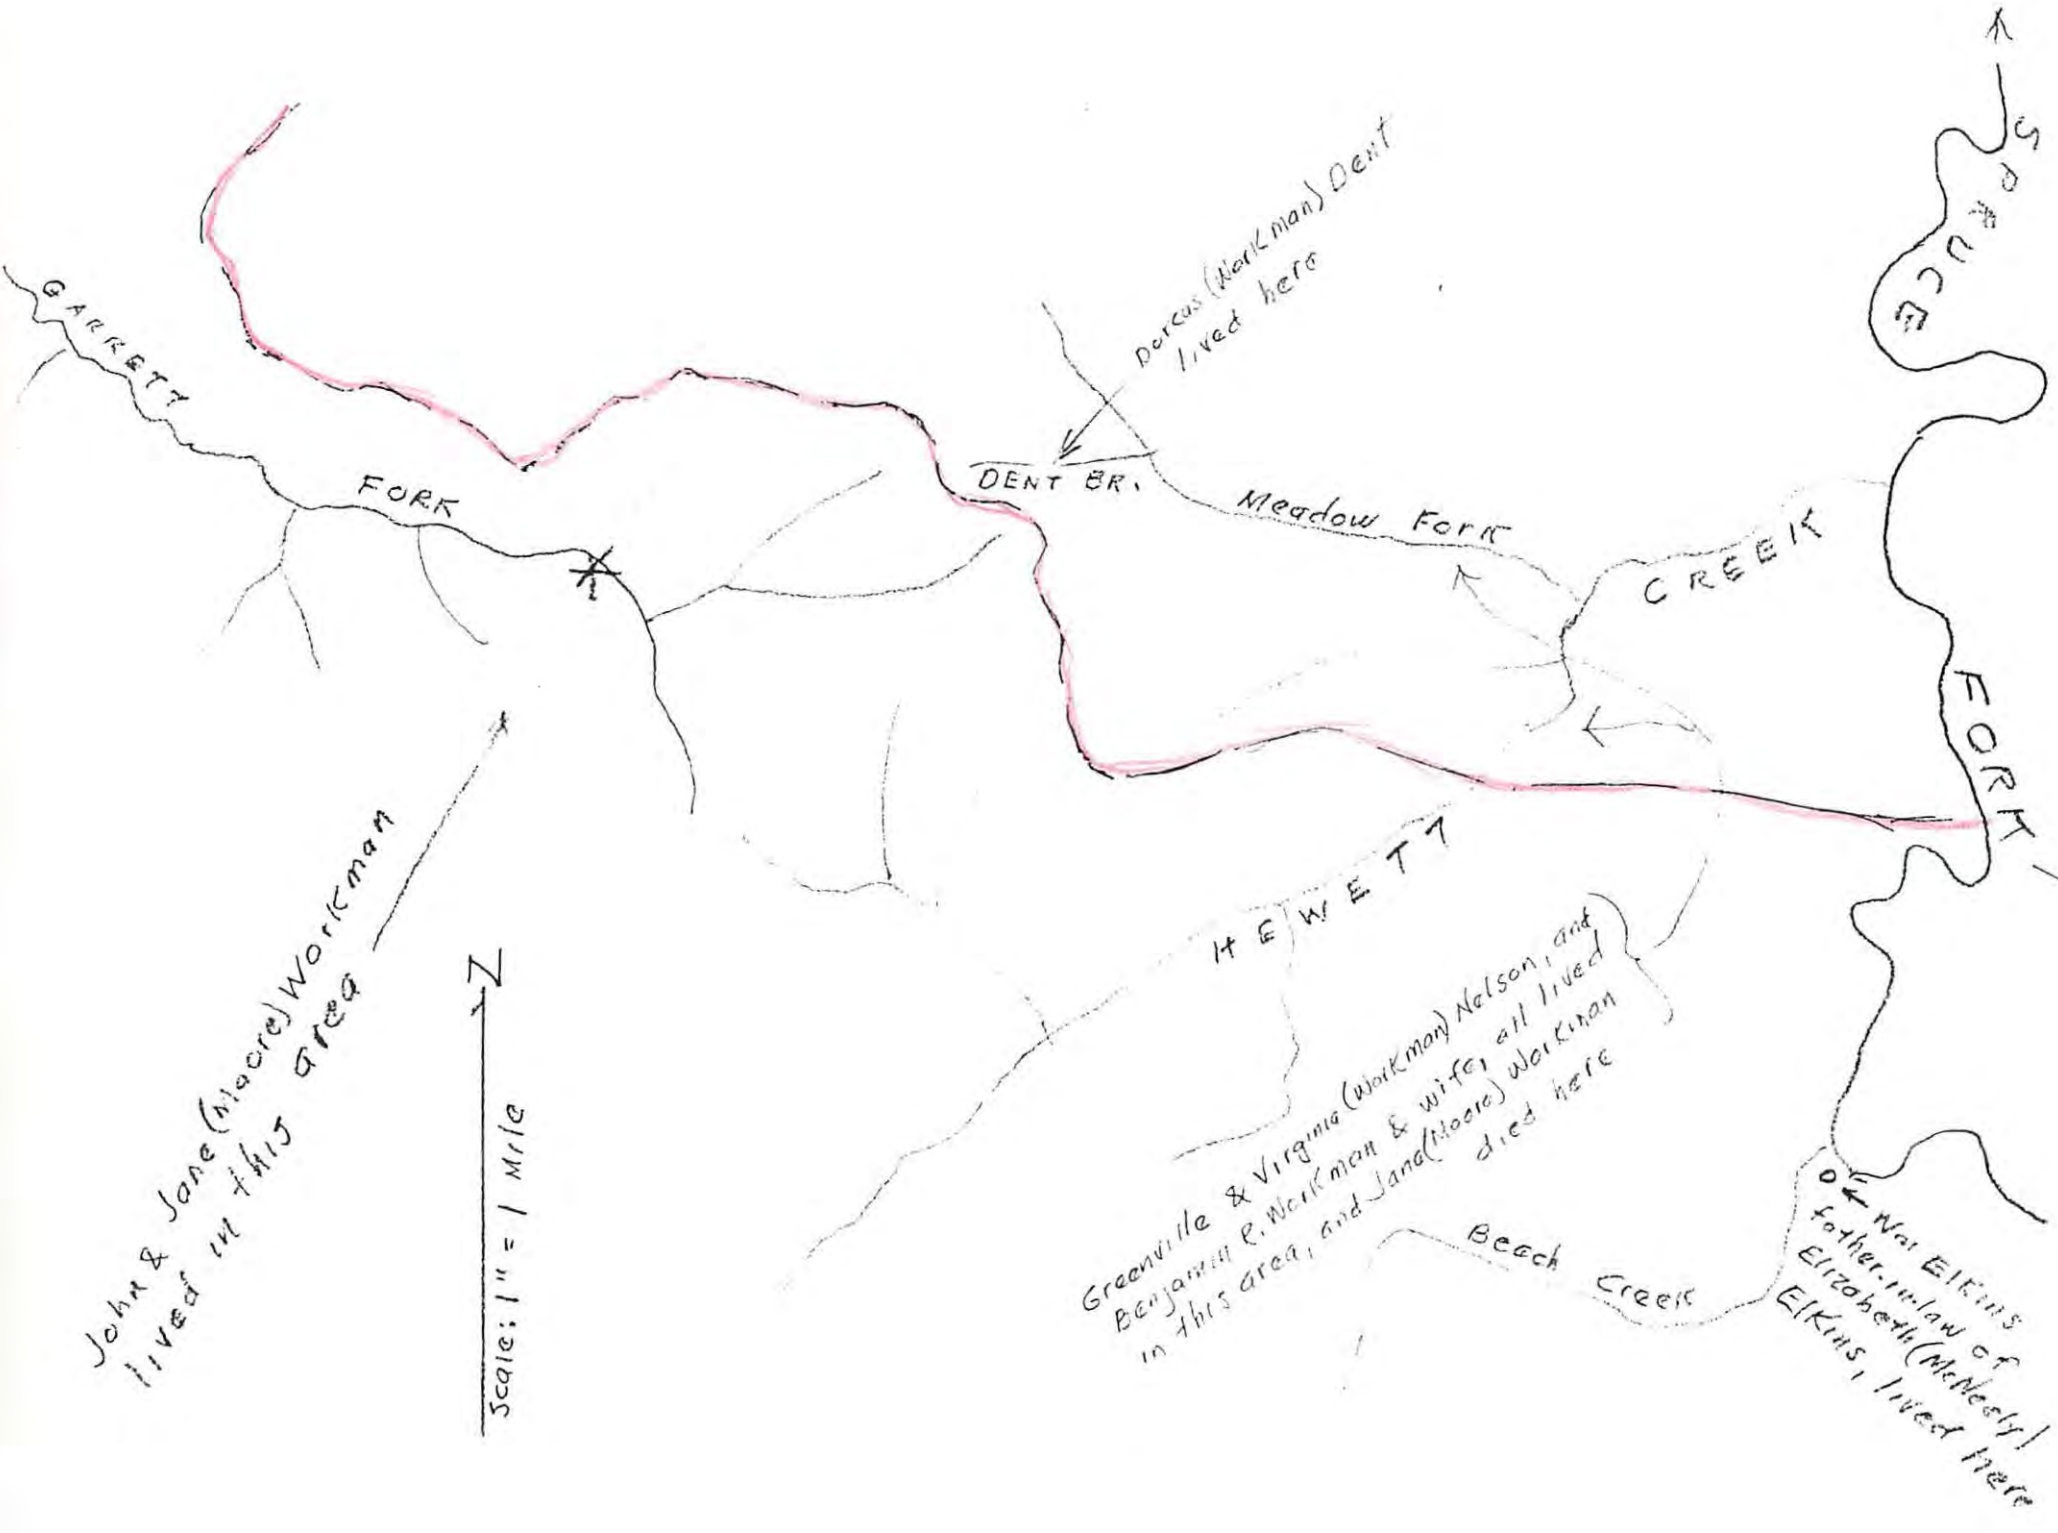 SPRUCE
FORK
GARRETT
FORK
Dorcus (Workman) Dent
lived here
DENT BR.
Meadow Fork
CREEK
HEWETT
John & Jane (Moore) Workman
lived in this area
N
Scale: 1" = 1 Mile
Greenville & Virginia (Workman) Nelson, and
Benjamin R. Workman & wife, all lived
in this area, and Jane (Moore) Workman
died here
Beech Creek
Elkins
father-in-law of
Elizabeth (McNeely)
Elkins, lived here